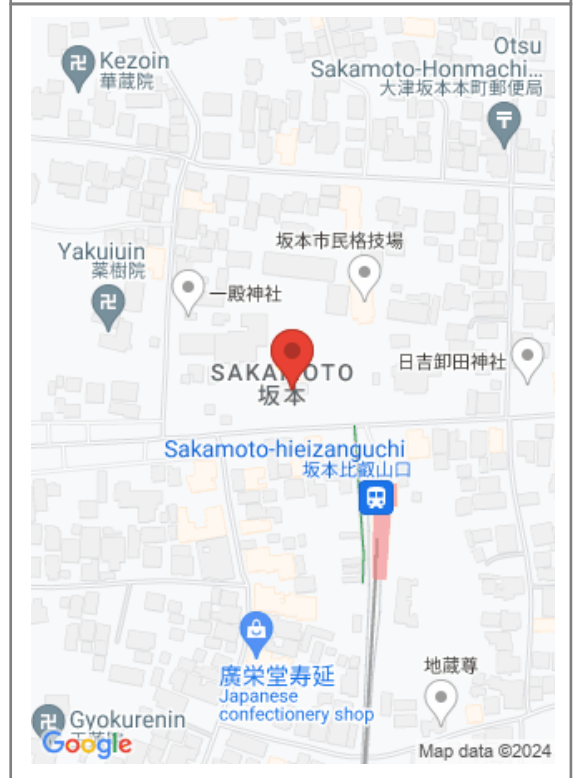 Kezoin
華蔵院
Otsu
Sakamoto-Honmachi...
大津坂本本町郵便局
坂本市民格技場
Yakuiuin
薬樹院
一殿神社
SAKAMOTO
坂本
日吉御田神社
Sakamoto-hieizanguchi
坂本比叡山口
廣栄堂寿延
Japanese
confectionery shop
地蔵尊
Gyokurenin
Google
Map data ©2024